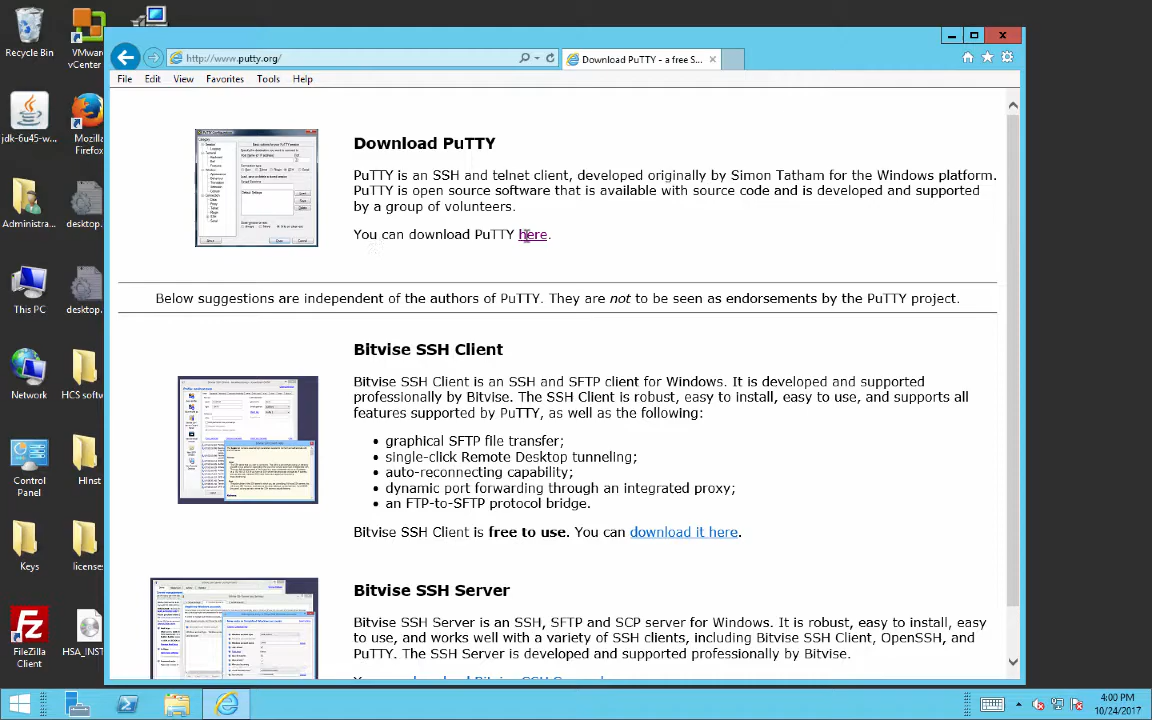 Recycle Bin
VMware
vCenter
jdk-6u45-w...
Mozilla
Firefox
Administra...
desktop.
This PC
desktop.
Network
HCS softw
Control
Panel
HInst
Keys
license
FileZilla
Client
HSA_INST
http://www.putty.org/
Download PuTTY - a free S...
File Edit View Favorites Tools Help
Download PuTTY
PuTTY is an SSH and telnet client, developed originally by Simon Tatham for the Windows platform.
PuTTY is open source software that is available with source code and is developed and supported
by a group of volunteers.
You can download PuTTY here.
Below suggestions are independent of the authors of PuTTY. They are not to be seen as endorsements by the PuTTY project.
Bitvise SSH Client
Bitvise SSH Client is an SSH and SFTP client for Windows. It is developed and supported
professionally by Bitvise. The SSH Client is robust, easy to install, easy to use, and supports all
features supported by PuTTY, as well as the following:
• graphical SFTP file transfer;
• single-click Remote Desktop tunneling;
• auto-reconnecting capability;
• dynamic port forwarding through an integrated proxy;
• an FTP-to-SFTP protocol bridge.
Bitvise SSH Client is free to use. You can download it here.
Bitvise SSH Server
Bitvise SSH Server is an SSH, SFTP and SCP server for Windows. It is robust, easy to install, easy
to use, and works well with a variety of SSH clients, including Bitvise SSH Client, OpenSSH, and
PuTTY. The SSH Server is developed and supported professionally by Bitvise.
4:00 PM
10/24/2017